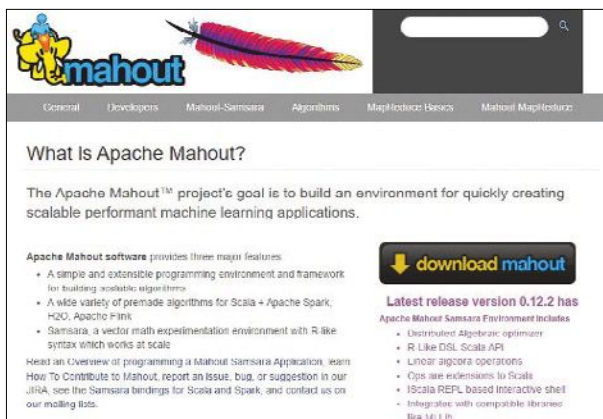 mahout
General Developers Mahout-Samsara Algorithms MapReduce Basics Mahout MapReduce
What Is Apache Mahout?
The Apache Mahout™ project's goal is to build an environment for quickly creating
scalable performant machine learning applications.
Apache Mahout software provides three major features
• A simple and extensible programming environment and framework
for building scalable algorithms
• A wide variety of premade algorithms for Scala + Apache Spark,
H2O, Apache Flink
• Samsara, a vector math experimentation environment with R-like
syntax which works at scale
Read an Overview of programming a Mahout Samsara Application, learn
How To Contribute to Mahout, report an issue, bug, or suggestion in our
JIRA, see the Samsara bindings for Scala and Spark, and contact us on
our mailing lists.
download mahout
Latest release version 0.12.2 has
Apache Mahout Samsara Environment includes
• Distributed Algebraic optimizer
• R-Like DSL Scala API
• Linear algebra operations
• Ops are extensions to Scala
• IScala REPL based interactive shell
• Integrates with compatible libraries
like MLLib